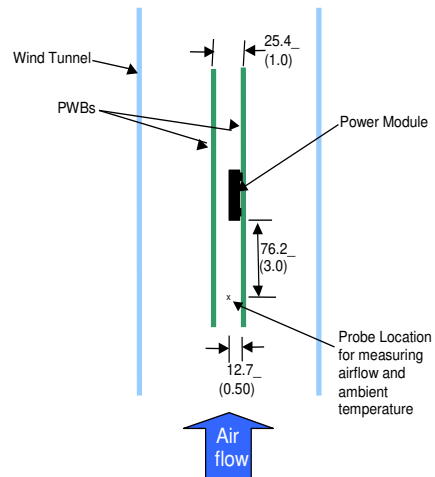 25.4_
(1.0)
Wind Tunnel
PWBs
Power Module
76.2_
(3.0)
x
Probe Location
for measuring
airflow and
ambient
temperature
12.7_
(0.50)
Air
flow